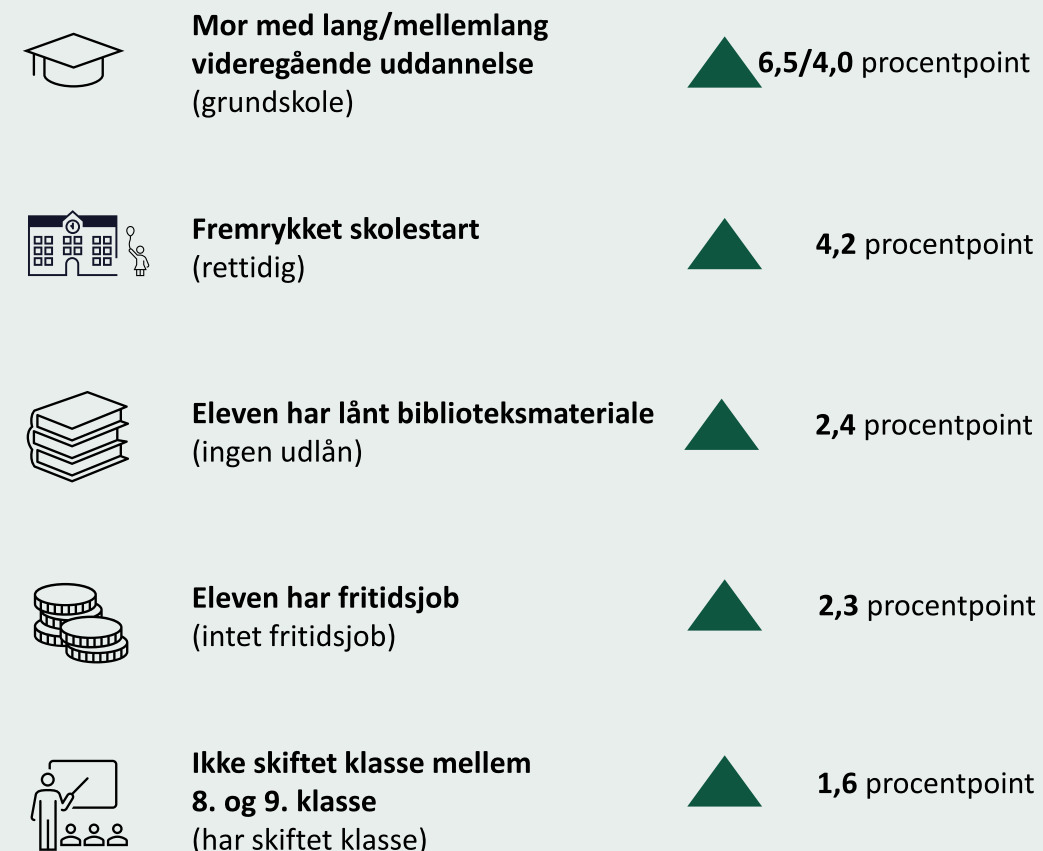 Mor med lang/mellemlang
videregående uddannelse
(grundskole)
6,5/4,0 procentpoint
Fremrykket skolestart
(rettidig)
4,2 procentpoint
Eleven har lånt biblioteksmateriale
(ingen udlån)
2,4 procentpoint
Eleven har fritidsjob
(intet fritidsjob)
2,3 procentpoint
Ikke skiftet klasse mellem
8. og 9. klasse
(har skiftet klasse)
1,6 procentpoint